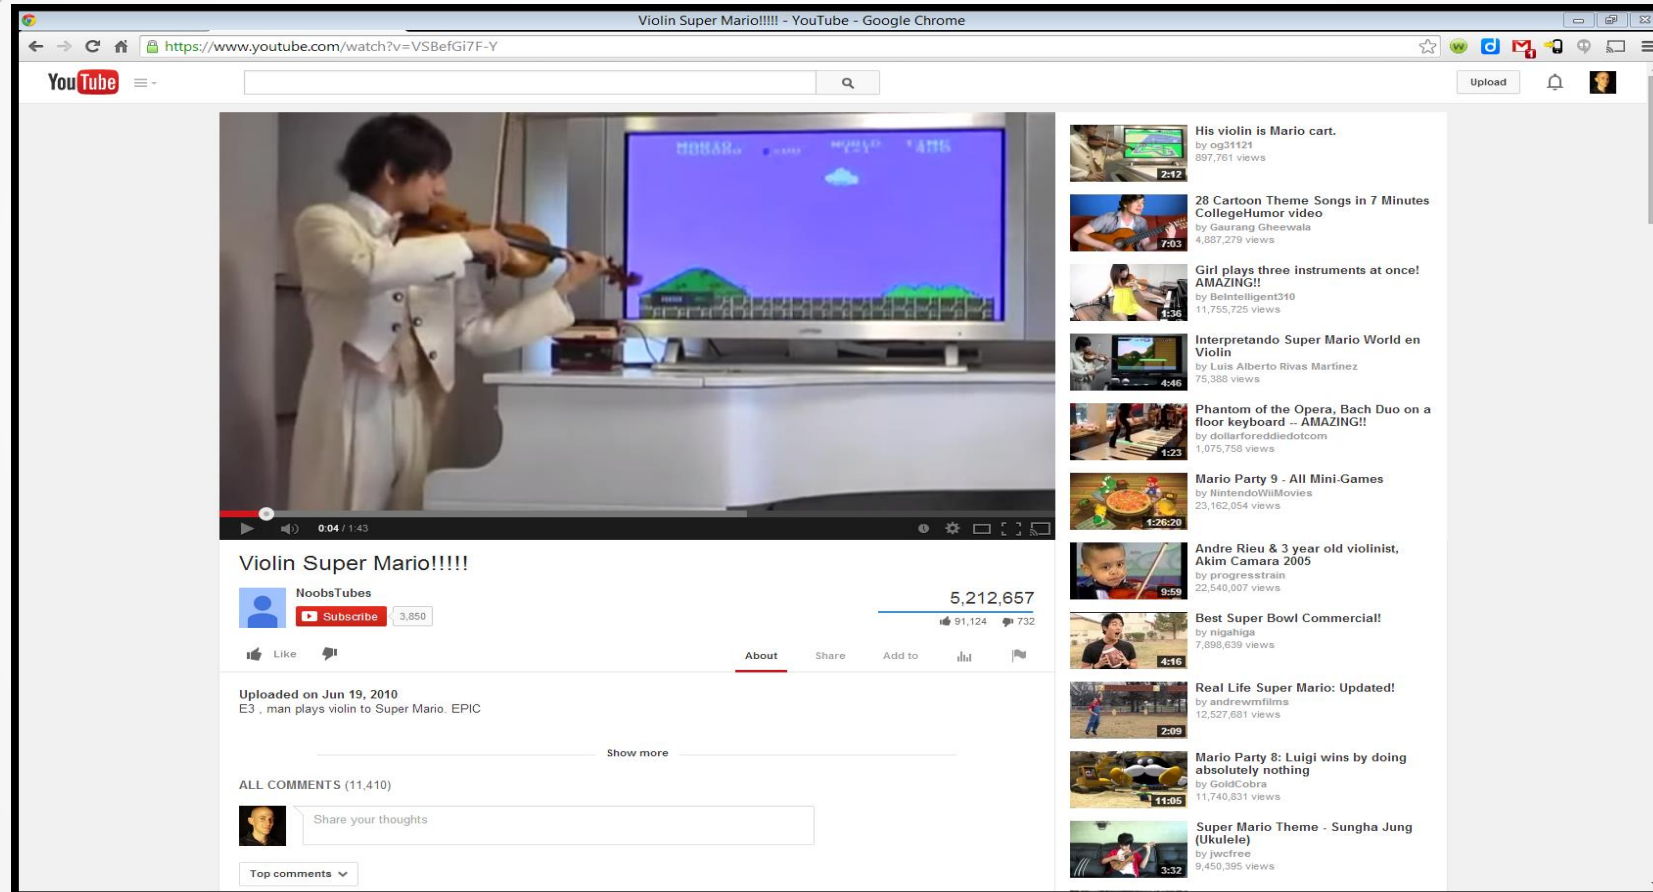 Violin Super Mario!!!!! - YouTube - Google Chrome
https://www.youtube.com/watch?v=VSBefGi7F-Y
YouTube
Upload
MARIO WORLD TIME
1-1 400
0:04 / 1:43
Violin Super Mario!!!!!
NoobsTubes
Subscribe 3,850
5,212,657
91,124 732
Like
About Share Add to
Uploaded on Jun 19, 2010
E3 , man plays violin to Super Mario. EPIC
Show more
ALL COMMENTS (11,410)
Share your thoughts
Top comments
His violin is Mario cart.
by og31121
897,761 views
2:12
28 Cartoon Theme Songs in 7 Minutes
CollegeHumor video
by Gaurang Gheewala
4,887,279 views
7:03
Girl plays three instruments at once!
AMAZING!!
by BeIntelligent310
11,755,725 views
1:36
Interpretando Super Mario World en
Violin
by Luis Alberto Rivas Martinez
75,388 views
4:46
Phantom of the Opera, Bach Duo on a
floor keyboard -- AMAZING!!
by dollarforeddiedotcom
1,075,758 views
1:23
Mario Party 9 - All Mini-Games
by NintendoWiiMovies
23,162,054 views
1:26:20
Andre Rieu & 3 year old violinist,
Akim Camara 2005
by progresstrain
22,540,007 views
9:59
Best Super Bowl Commercial!
by nigahiga
7,898,639 views
4:16
Real Life Super Mario: Updated!
by andrewmfilms
12,527,681 views
2:09
Mario Party 8: Luigi wins by doing
absolutely nothing
by GoldCobra
11,740,831 views
11:05
Super Mario Theme - Sungha Jung
(Ukulele)
by jwcfree
9,450,395 views
3:32